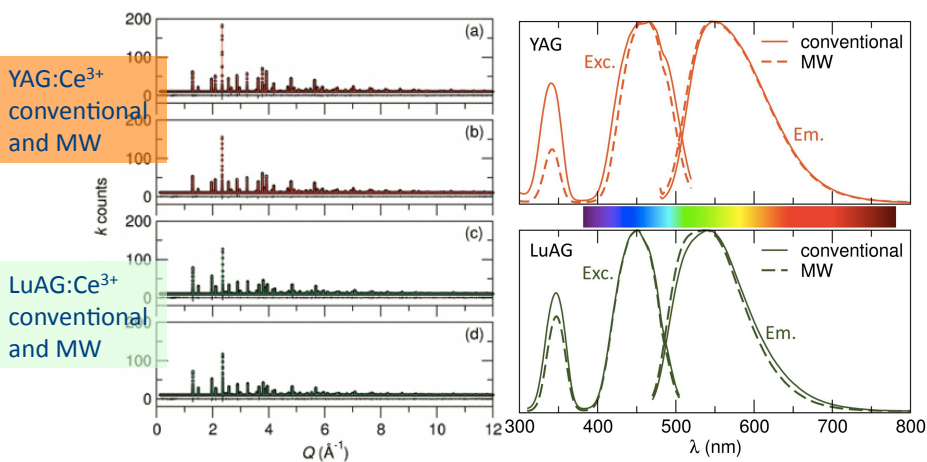 YAG:Ce³⁺
conventional
and MW
LuAG:Ce³⁺
conventional
and MW
k counts
200
100
0
(a)
200
100
0
(b)
200
100
0
(c)
200
100
0
(d)
0 2 4 6 8 10 12
Q (Å⁻¹)
YAG
conventional
MW
Exc.
Em.
LuAG
conventional
MW
Exc.
Em.
300 400 500 600 700 800
λ (nm)